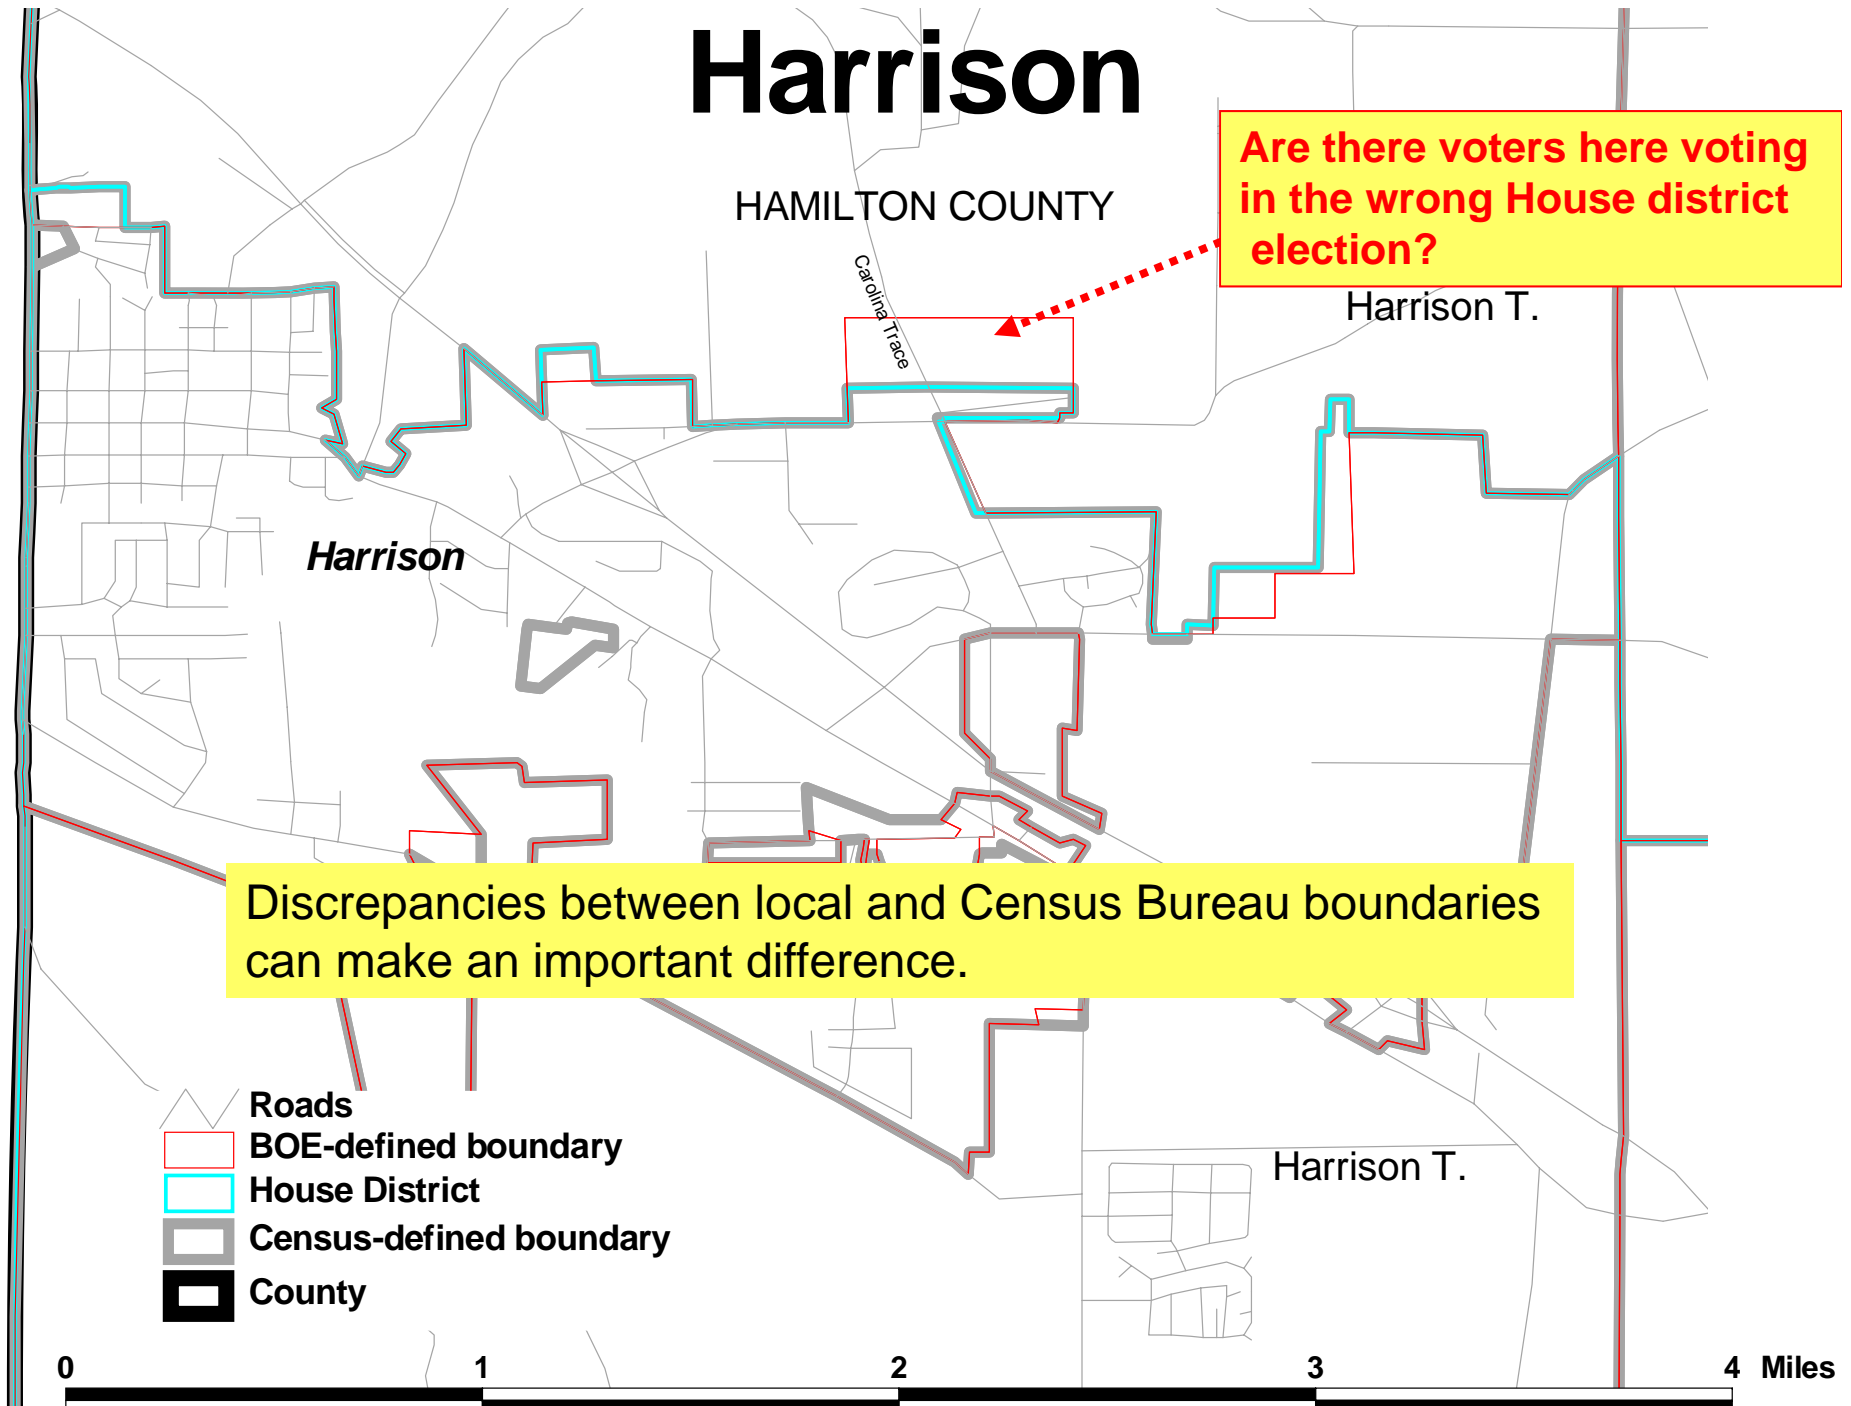 Harrison
HAMILTON COUNTY
Are there voters here voting
in the wrong House district
election?
Carolina Trace
Harrison T.
Harrison
Discrepancies between local and Census Bureau boundaries
can make an important difference.
Roads
BOE-defined boundary
House District
Census-defined boundary
County
Harrison T.
0 1 2 3 4 Miles